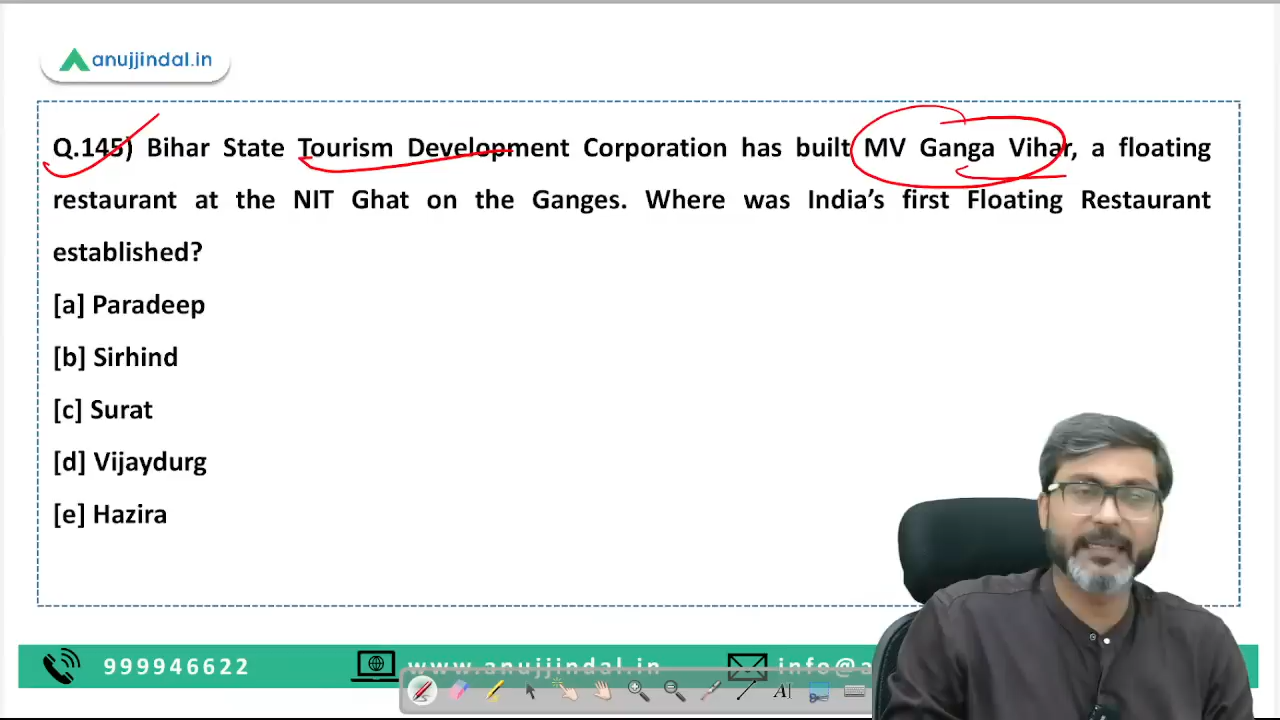 anujjindal.in
Q.145) Bihar State Tourism Development Corporation has built MV Ganga Vihar, a floating
restaurant at the NIT Ghat on the Ganges. Where was India’s first Floating Restaurant
established?
[a] Paradeep
[b] Sirhind
[c] Surat
[d] Vijaydurg
[e] Hazira
999946622
www.anujjindal.in
info@a